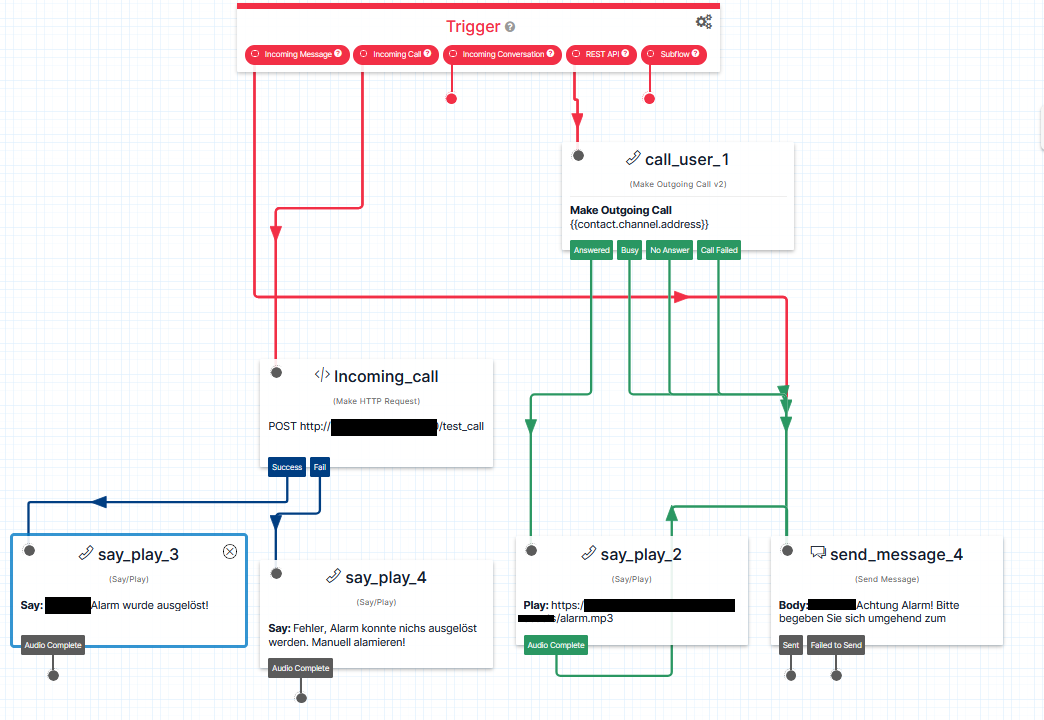 Trigger
Incoming Message
Incoming Call
Incoming Conversation
REST API
Subflow
call_user_1
(Make Outgoing Call v2)
Make Outgoing Call
{{contact.channel.address}}
Answered
Busy
No Answer
Call Failed
Incoming_call
(Make HTTP Request)
POST http:// /test_call
Success
Fail
say_play_3
(Say/Play)
Say: Alarm wurde ausgelöst!
Audio Complete
say_play_4
(Say/Play)
Say: Fehler, Alarm konnte nichs ausgelöst
werden. Manuell alamieren!
Audio Complete
say_play_2
(Say/Play)
Play: https:/
/alarm.mp3
Audio Complete
send_message_4
(Send Message)
Body: Achtung Alarm! Bitte
begeben Sie sich umgehend zum
Sent
Failed to Send